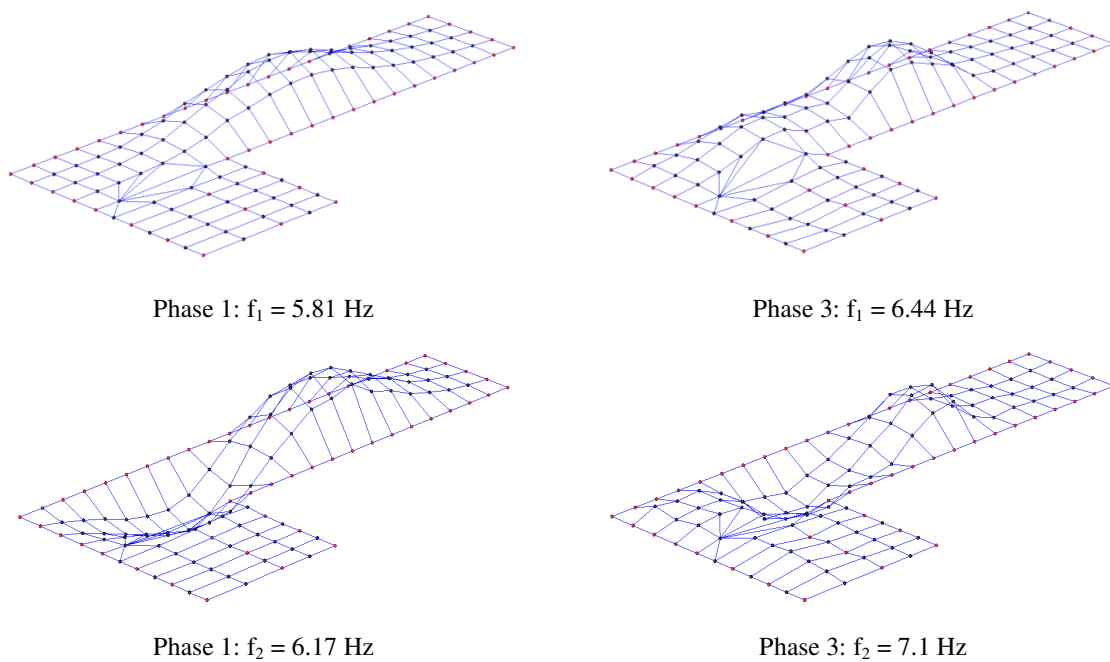 Phase 1: f₁ = 5.81 Hz
Phase 3: f₁ = 6.44 Hz
Phase 1: f₂ = 6.17 Hz
Phase 3: f₂ = 7.1 Hz